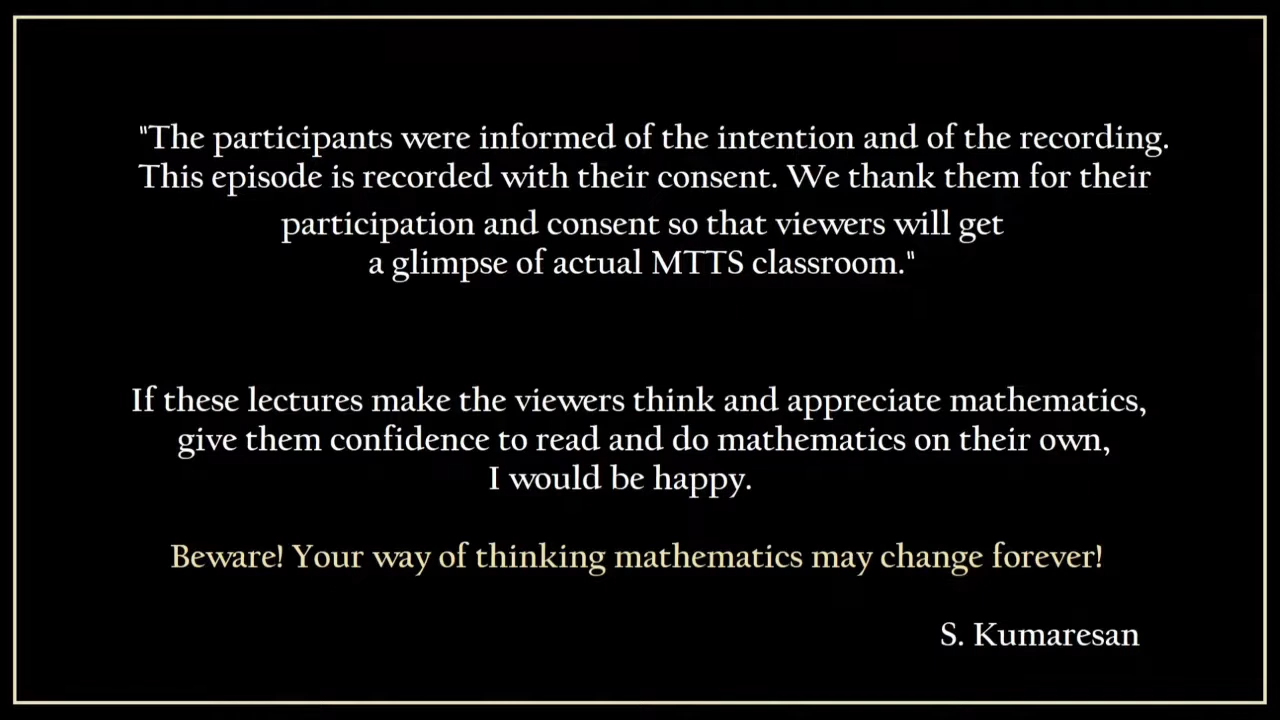 "The participants were informed of the intention and of the recording.
This episode is recorded with their consent. We thank them for their
participation and consent so that viewers will get
a glimpse of actual MTTS classroom."
If these lectures make the viewers think and appreciate mathematics,
give them confidence to read and do mathematics on their own,
I would be happy.
Beware! Your way of thinking mathematics may change forever!
S. Kumaresan